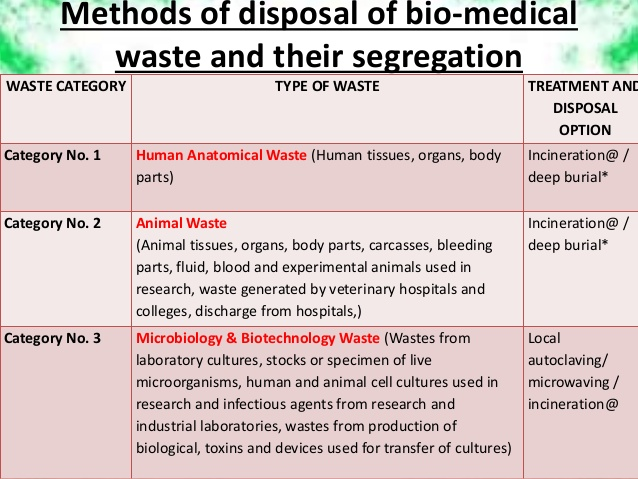 Methods of disposal of bio-medical
waste and their segregation
WASTE CATEGORY
TYPE OF WASTE
TREATMENT AND
DISPOSAL
OPTION
Category No. 1
Human Anatomical Waste (Human tissues, organs, body
parts)
Incineration@ /
deep burial*
Category No. 2
Animal Waste
(Animal tissues, organs, body parts, carcasses, bleeding
parts, fluid, blood and experimental animals used in
research, waste generated by veterinary hospitals and
colleges, discharge from hospitals,)
Incineration@ /
deep burial*
Category No. 3
Microbiology & Biotechnology Waste (Wastes from
laboratory cultures, stocks or specimen of live
microorganisms, human and animal cell cultures used in
research and infectious agents from research and
industrial laboratories, wastes from production of
biological, toxins and devices used for transfer of cultures)
Local
autoclaving/
microwaving /
incineration@